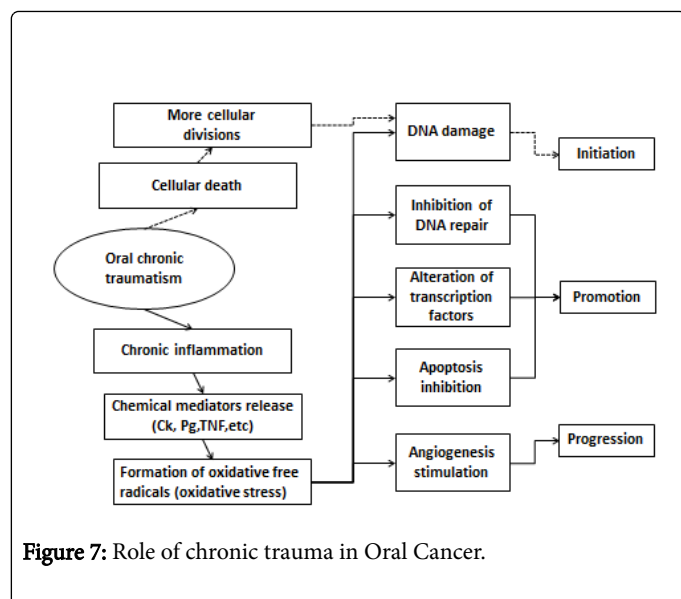 More cellular
divisions
DNA damage
Initiation
Cellular death
Inhibition of
DNA repair
Oral chronic
traumatism
Alteration of
transcription
factors
Promotion
Chronic inflammation
Apoptosis
inhibition
Chemical mediators release
(Ck, Pg,TNF,etc)
Angiogenesis
stimulation
Progression
Formation of oxidative free
radicals (oxidative stress)
Figure 7: Role of chronic trauma in Oral Cancer.